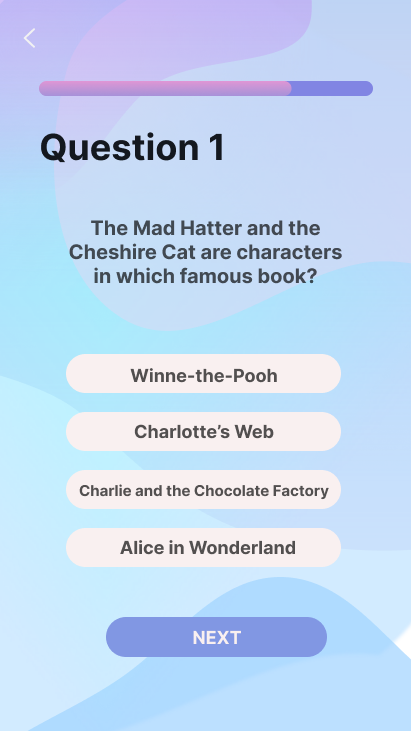 Question 1
The Mad Hatter and the
Cheshire Cat are characters
in which famous book?
Winne-the-Pooh
Charlotte’s Web
Charlie and the Chocolate Factory
Alice in Wonderland
NEXT